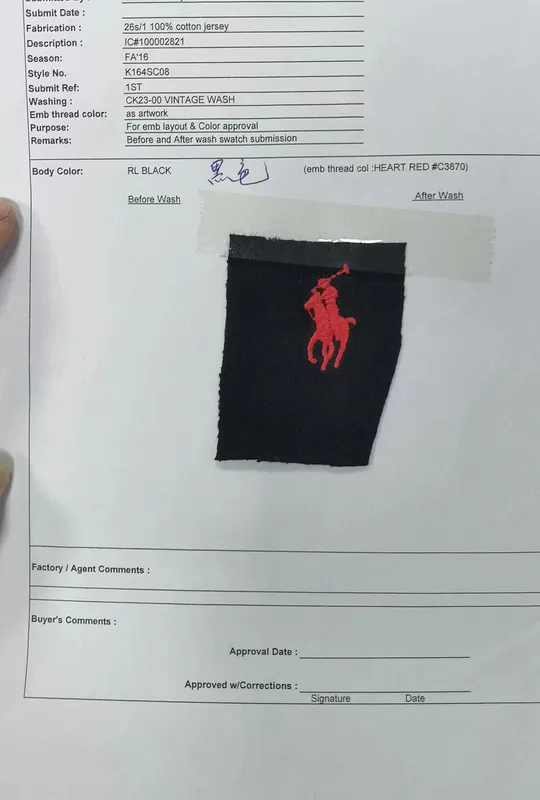 Submit Date :
Fabrication : 26s/1 100% cotton jersey
Description : IC#100002821
Season: FA'16
Style No. K164SC08
Submit Ref: 1ST
Washing : CK23-00 VINTAGE WASH
Emb thread color: as artwork
Purpose: For emb layout & Color approval
Remarks: Before and After wash swatch submission
Body Color: RL BLACK 黑色 (emb thread col :HEART RED #C3870)
Before Wash After Wash
Factory / Agent Comments :
Buyer's Comments :
Approval Date :
Approved w/Corrections :
Signature Date